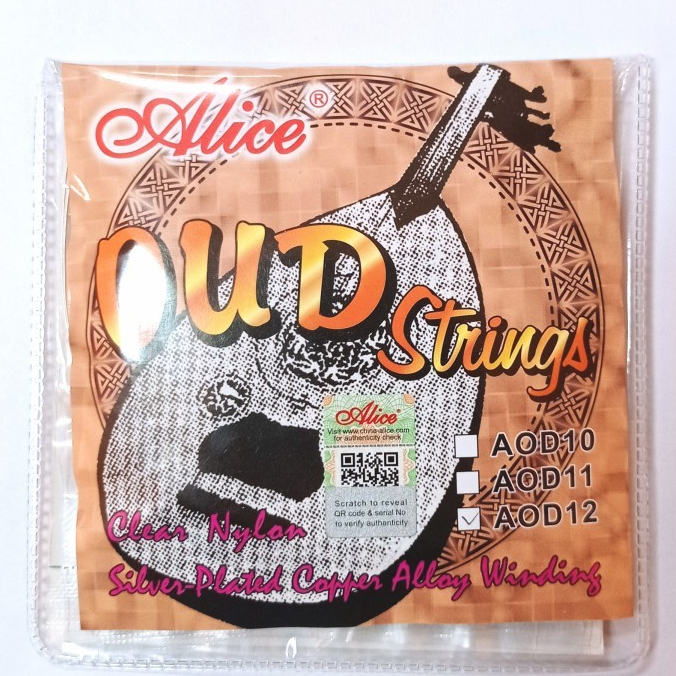 Alice®
OUD
Strings
Alice®
Visit www.china-alice.com
for authenticity check
Scratch to reveal
QR code & serial No
to verify authenticity
AOD10
AOD11
AOD12
Clear Nylon
Silver-Plated Copper Alloy Winding